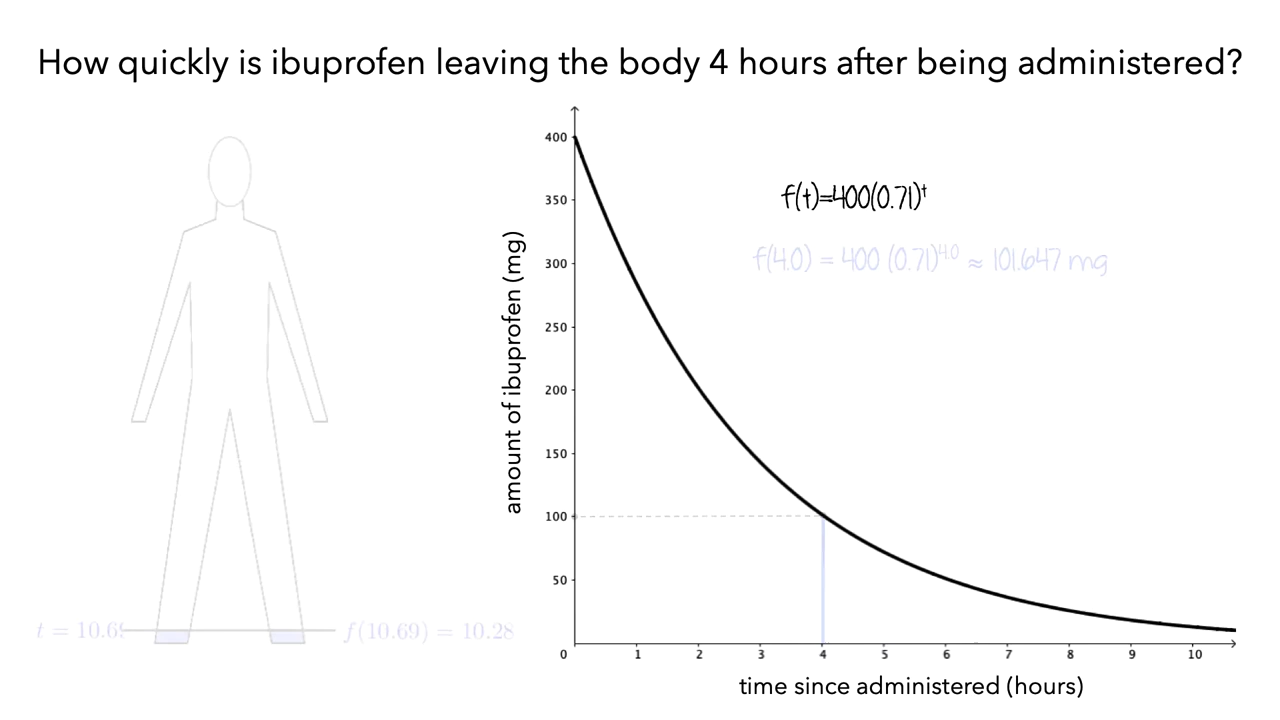 How quickly is ibuprofen leaving the body 4 hours after being administered?
400
f(t)=400(0.71)^t
350
f(4.0) = 400 (0.71)^4.0 ≈ 101.647 mg
300
250
200
150
100
50
amount of ibuprofen (mg)
t = 10.69
f(10.69) = 10.28
0 1 2 3 4 5 6 7 8 9 10
time since administered (hours)